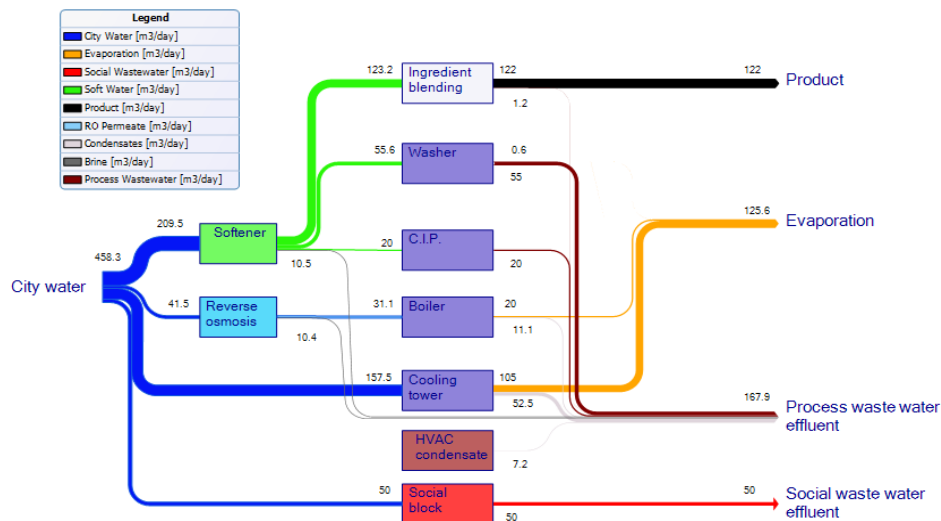 Legend
City Water [m3/day]
Evaporation [m3/day]
Social Wastewater [m3/day]
Soft Water [m3/day]
Product [m3/day]
RO Permeate [m3/day]
Condensates [m3/day]
Brine [m3/day]
Process Wastewater [m3/day]
123.2
Ingredient
blending
122
1.2
122
Product
55.6
Washer
0.6
55
125.6
Evaporation
209.5
Softener
10.5
20
C.I.P.
20
458.3
City water
41.5
Reverse
osmosis
10.4
31.1
Boiler
20
11.1
157.5
Cooling
tower
105
52.5
167.9
Process waste water
effluent
HVAC
condensate
7.2
50
Social
block
50
50
Social waste water
effluent